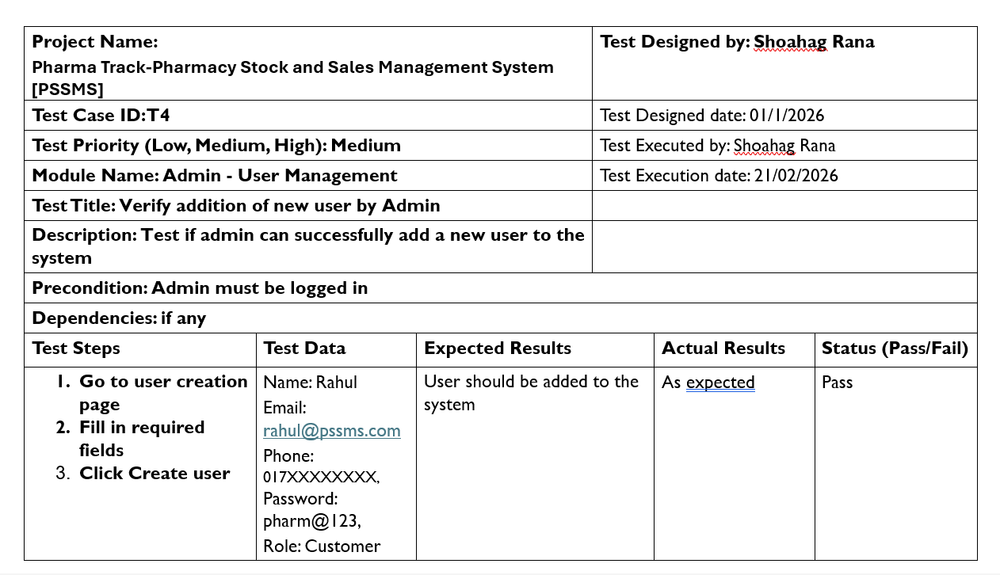 Project Name:
Pharma Track-Pharmacy Stock and Sales Management System
[PSSMS]
Test Designed by: Shoahag Rana
Test Case ID:T4
Test Designed date: 01/1/2026
Test Priority (Low, Medium, High): Medium
Test Executed by: Shoahag Rana
Module Name: Admin - User Management
Test Execution date: 21/02/2026
Test Title: Verify addition of new user by Admin
Description: Test if admin can successfully add a new user to the
system
Precondition: Admin must be logged in
Dependencies: if any
Test Steps
Test Data
Expected Results
Actual Results
Status (Pass/Fail)
1. Go to user creation
page
2. Fill in required
fields
3. Click Create user
Name: Rahul
Email:
rahul@pssms.com
Phone:
017XXXXXXXX,
Password:
pharm@123,
Role: Customer
User should be added to the
system
As expected
Pass